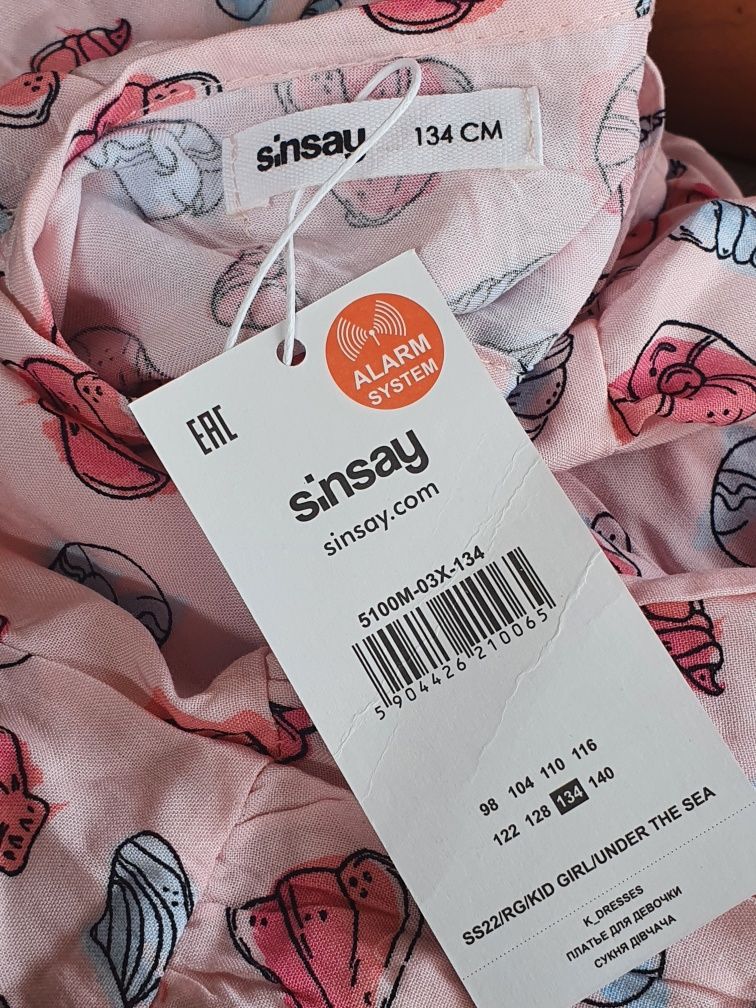 sinsay 134 CM
ALARM
SYSTEM
EAC
sinsay
sinsay.com
5100M-03X-134
5 904426 210065
98 104 110 116
122 128 134 140
SS22/RG/KID GIRL/UNDER THE SEA
K_DRESSES
ПЛАТЬЕ ДЛЯ ДЕВОЧКИ
СУКНЯ ДІВЧАЧА